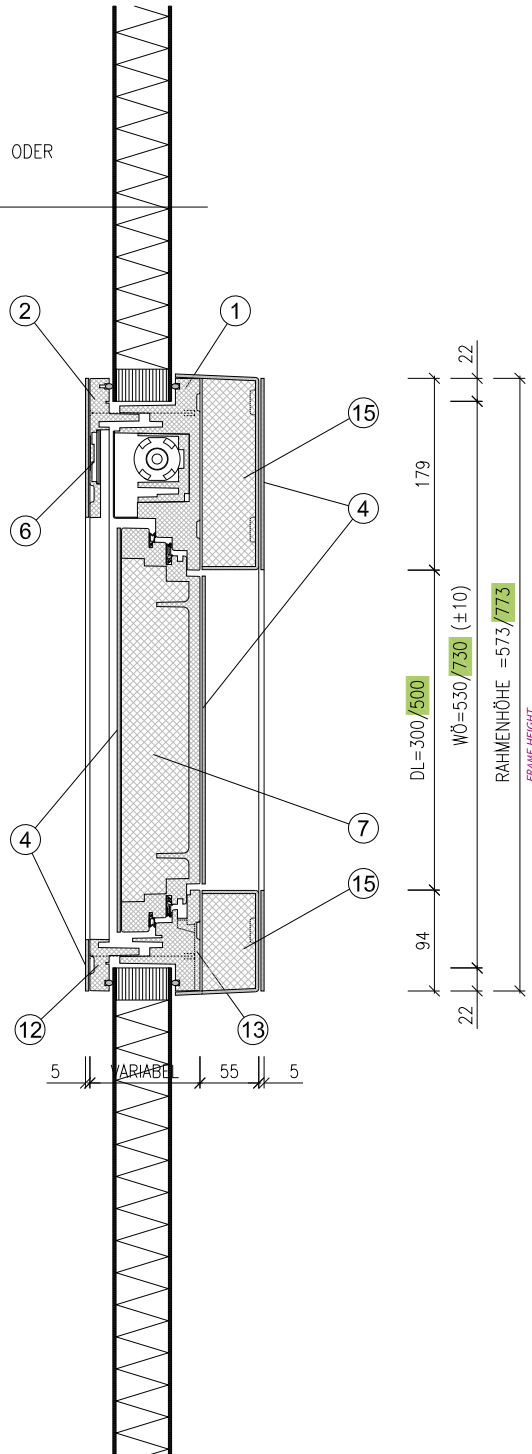 ODER
2
1
22
15
179
6
4
DL=300/500
WÖ=530/730 (±10)
RAHMENHÖHE =573/773
FRAME HEIGHT
7
4
15
94
12
13
22
5
VARIABEL
55
5